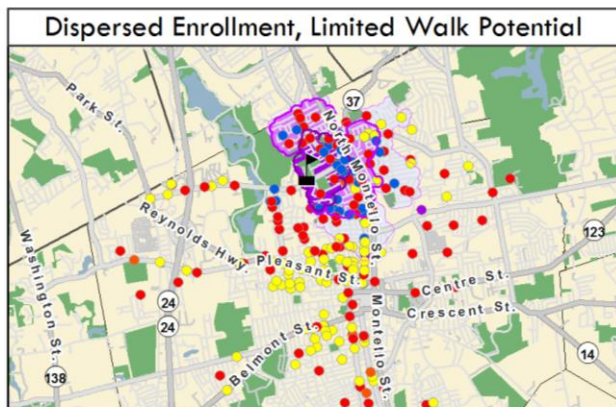 Dispersed Enrollment, Limited Walk Potential
Park St.
37
North Montello St.
Reynolds Hwy.
Washington St.
Pleasant St.
123
Centre St.
24
24
Montello St.
Crescent St.
Belmont St.
14
138